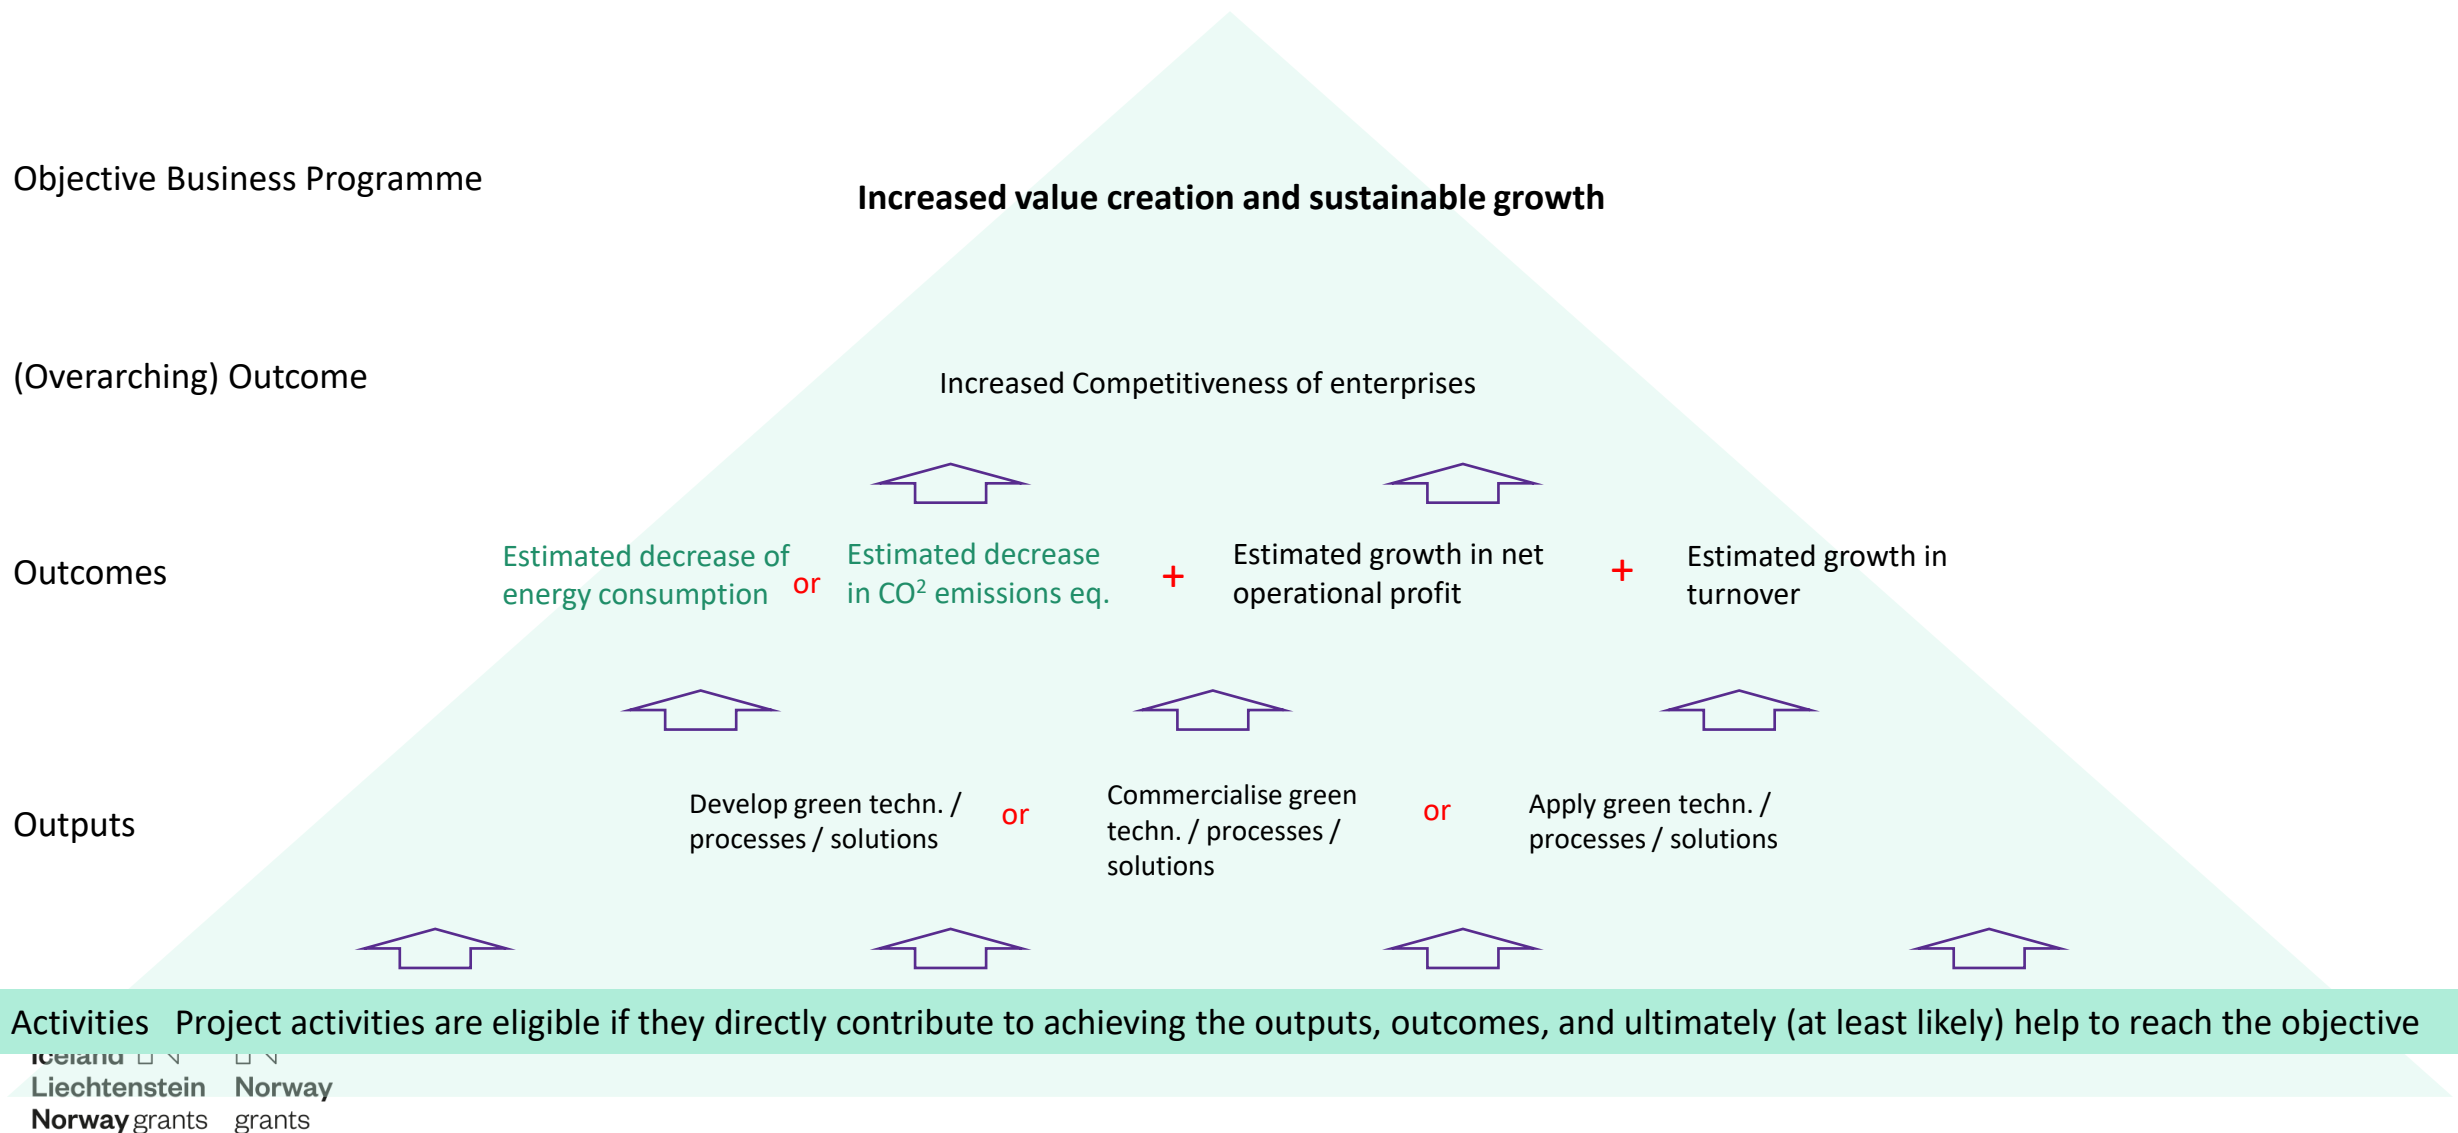 Objective Business Programme
Increased value creation and sustainable growth
(Overarching) Outcome
Increased Competitiveness of enterprises
Outcomes
Estimated decrease of
energy consumption
or
Estimated decrease
in CO² emissions eq.
+
Estimated growth in net
operational profit
+
Estimated growth in
turnover
Outputs
Develop green techn. /
processes / solutions
or
Commercialise green
techn. / processes /
solutions
or
Apply green techn. /
processes / solutions
Activities Project activities are eligible if they directly contribute to achieving the outputs, outcomes, and ultimately (at least likely) help to reach the objective
Iceland
Liechtenstein
Norway grants
Norway
grants